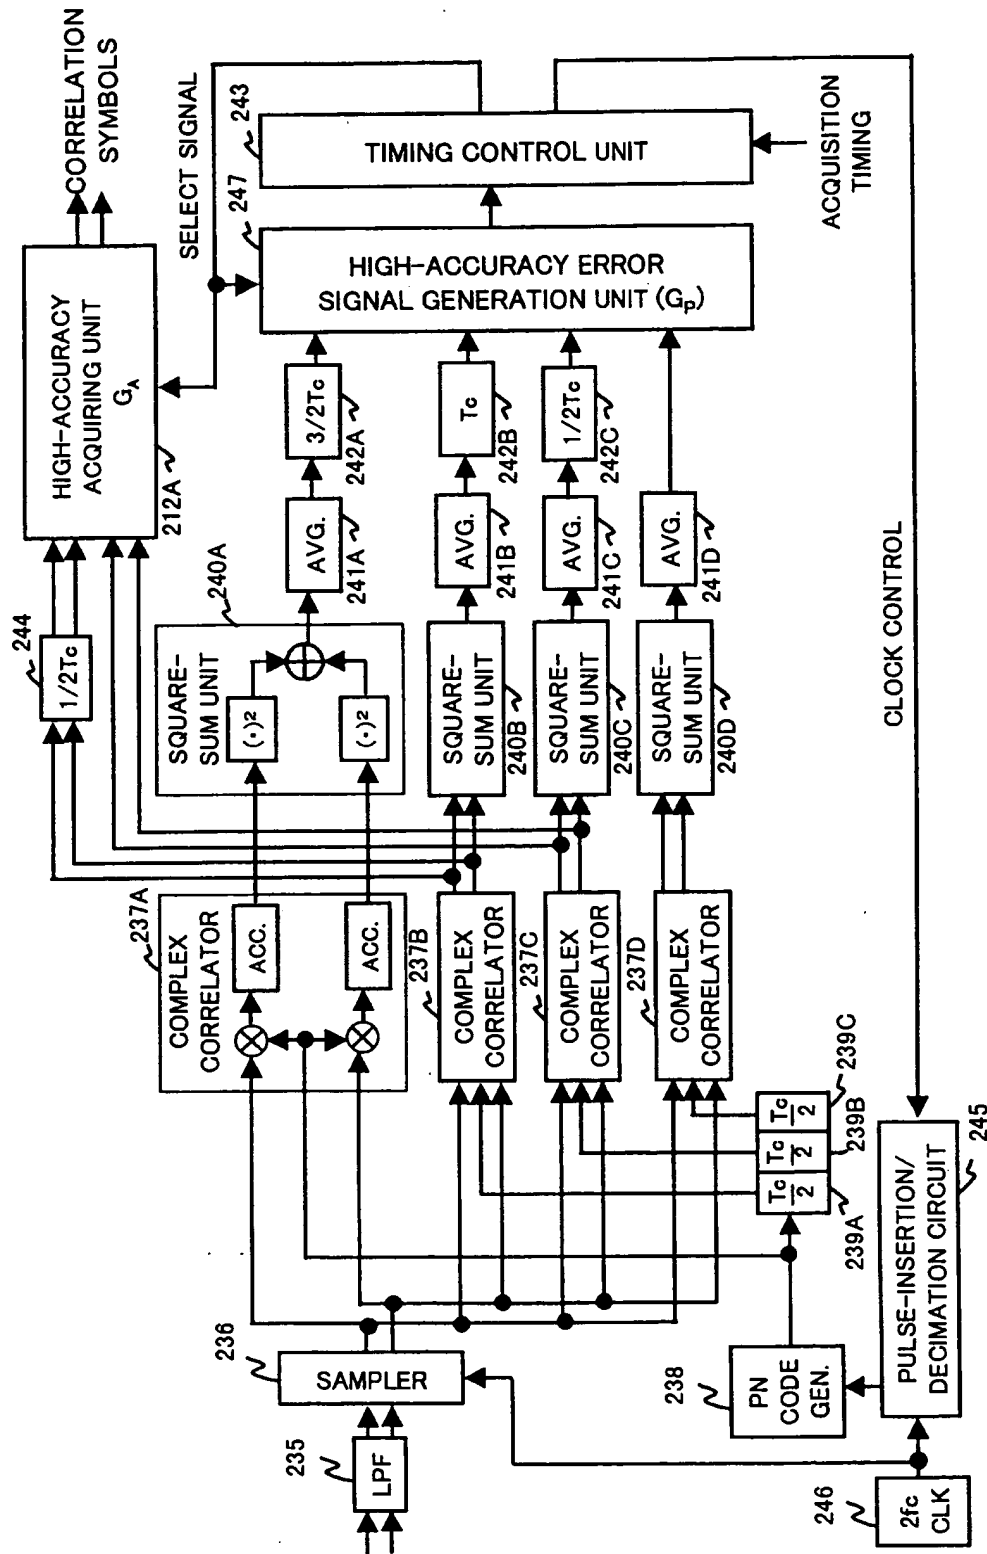 CORRELATION
SYMBOLS
SELECT SIGNAL
HIGH-ACCURACY
ACQUIRING UNIT
G_A
212A
244
1/2Tc
247
HIGH-ACCURACY ERROR
SIGNAL GENERATION UNIT (G_P)
243
TIMING CONTROL UNIT
ACQUISITION
TIMING
3/2Tc
242A
Tc
242B
1/2Tc
242C
AVG.
241A
AVG.
241B
AVG.
241C
AVG.
241D
240A
SQUARE-
SUM UNIT
(•)²
(•)²
SQUARE-
SUM UNIT
240B
SQUARE-
SUM UNIT
240C
SQUARE-
SUM UNIT
240D
CLOCK CONTROL
237A
COMPLEX
CORRELATOR
ACC.
ACC.
237B
COMPLEX
CORRELATOR
237C
COMPLEX
CORRELATOR
237D
COMPLEX
CORRELATOR
Tc/2
Tc/2
Tc/2
239A
239B
239C
236
SAMPLER
235
LPF
238
PN
CODE
GEN.
PULSE-INSERTION/
DECIMATION CIRCUIT
245
246
2fc
CLK